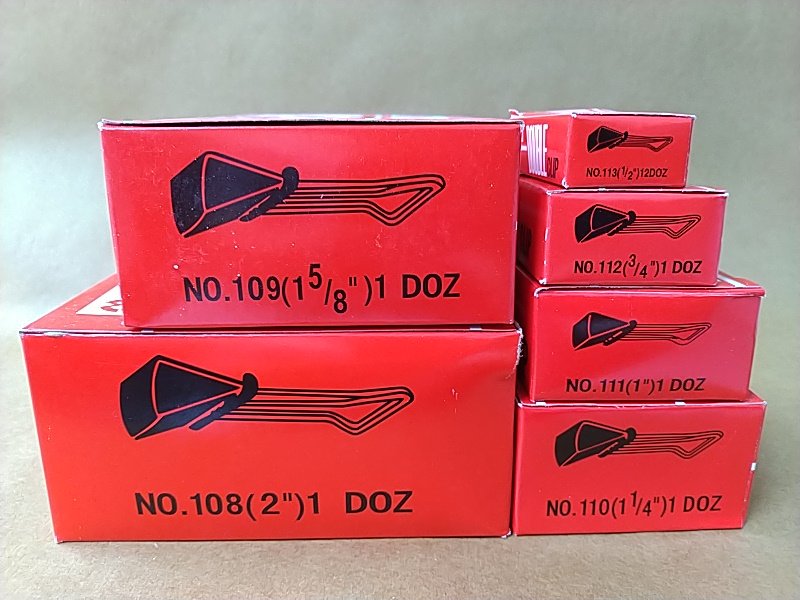 NO.109(1 5/8")1 DOZ
NO.108(2")1 DOZ
NO.113(1/2")12DOZ
NO.112(3/4")1 DOZ
NO.111(1")1 DOZ
NO.110(1 1/4")1 DOZ